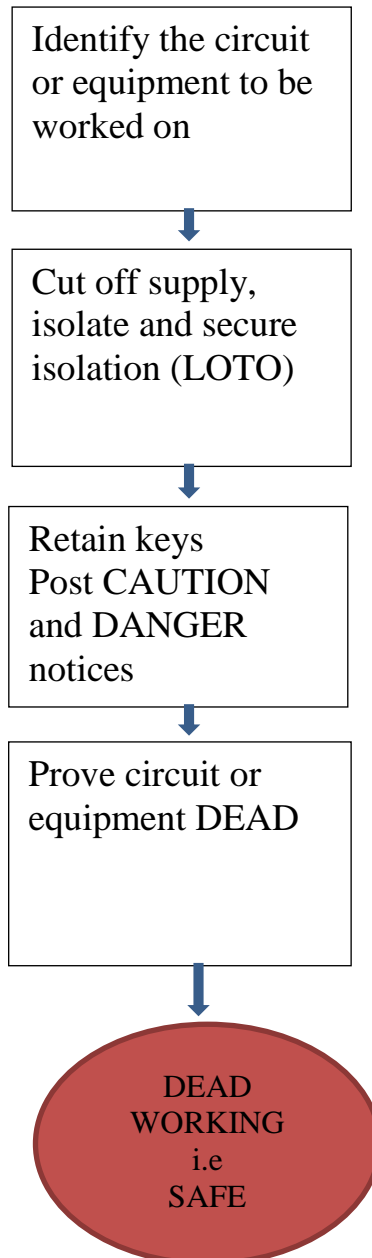 Identify the circuit
or equipment to be
worked on
Cut off supply,
isolate and secure
isolation (LOTO)
Retain keys
Post CAUTION
and DANGER
notices
Prove circuit or
equipment DEAD
DEAD
WORKING
i.e
SAFE